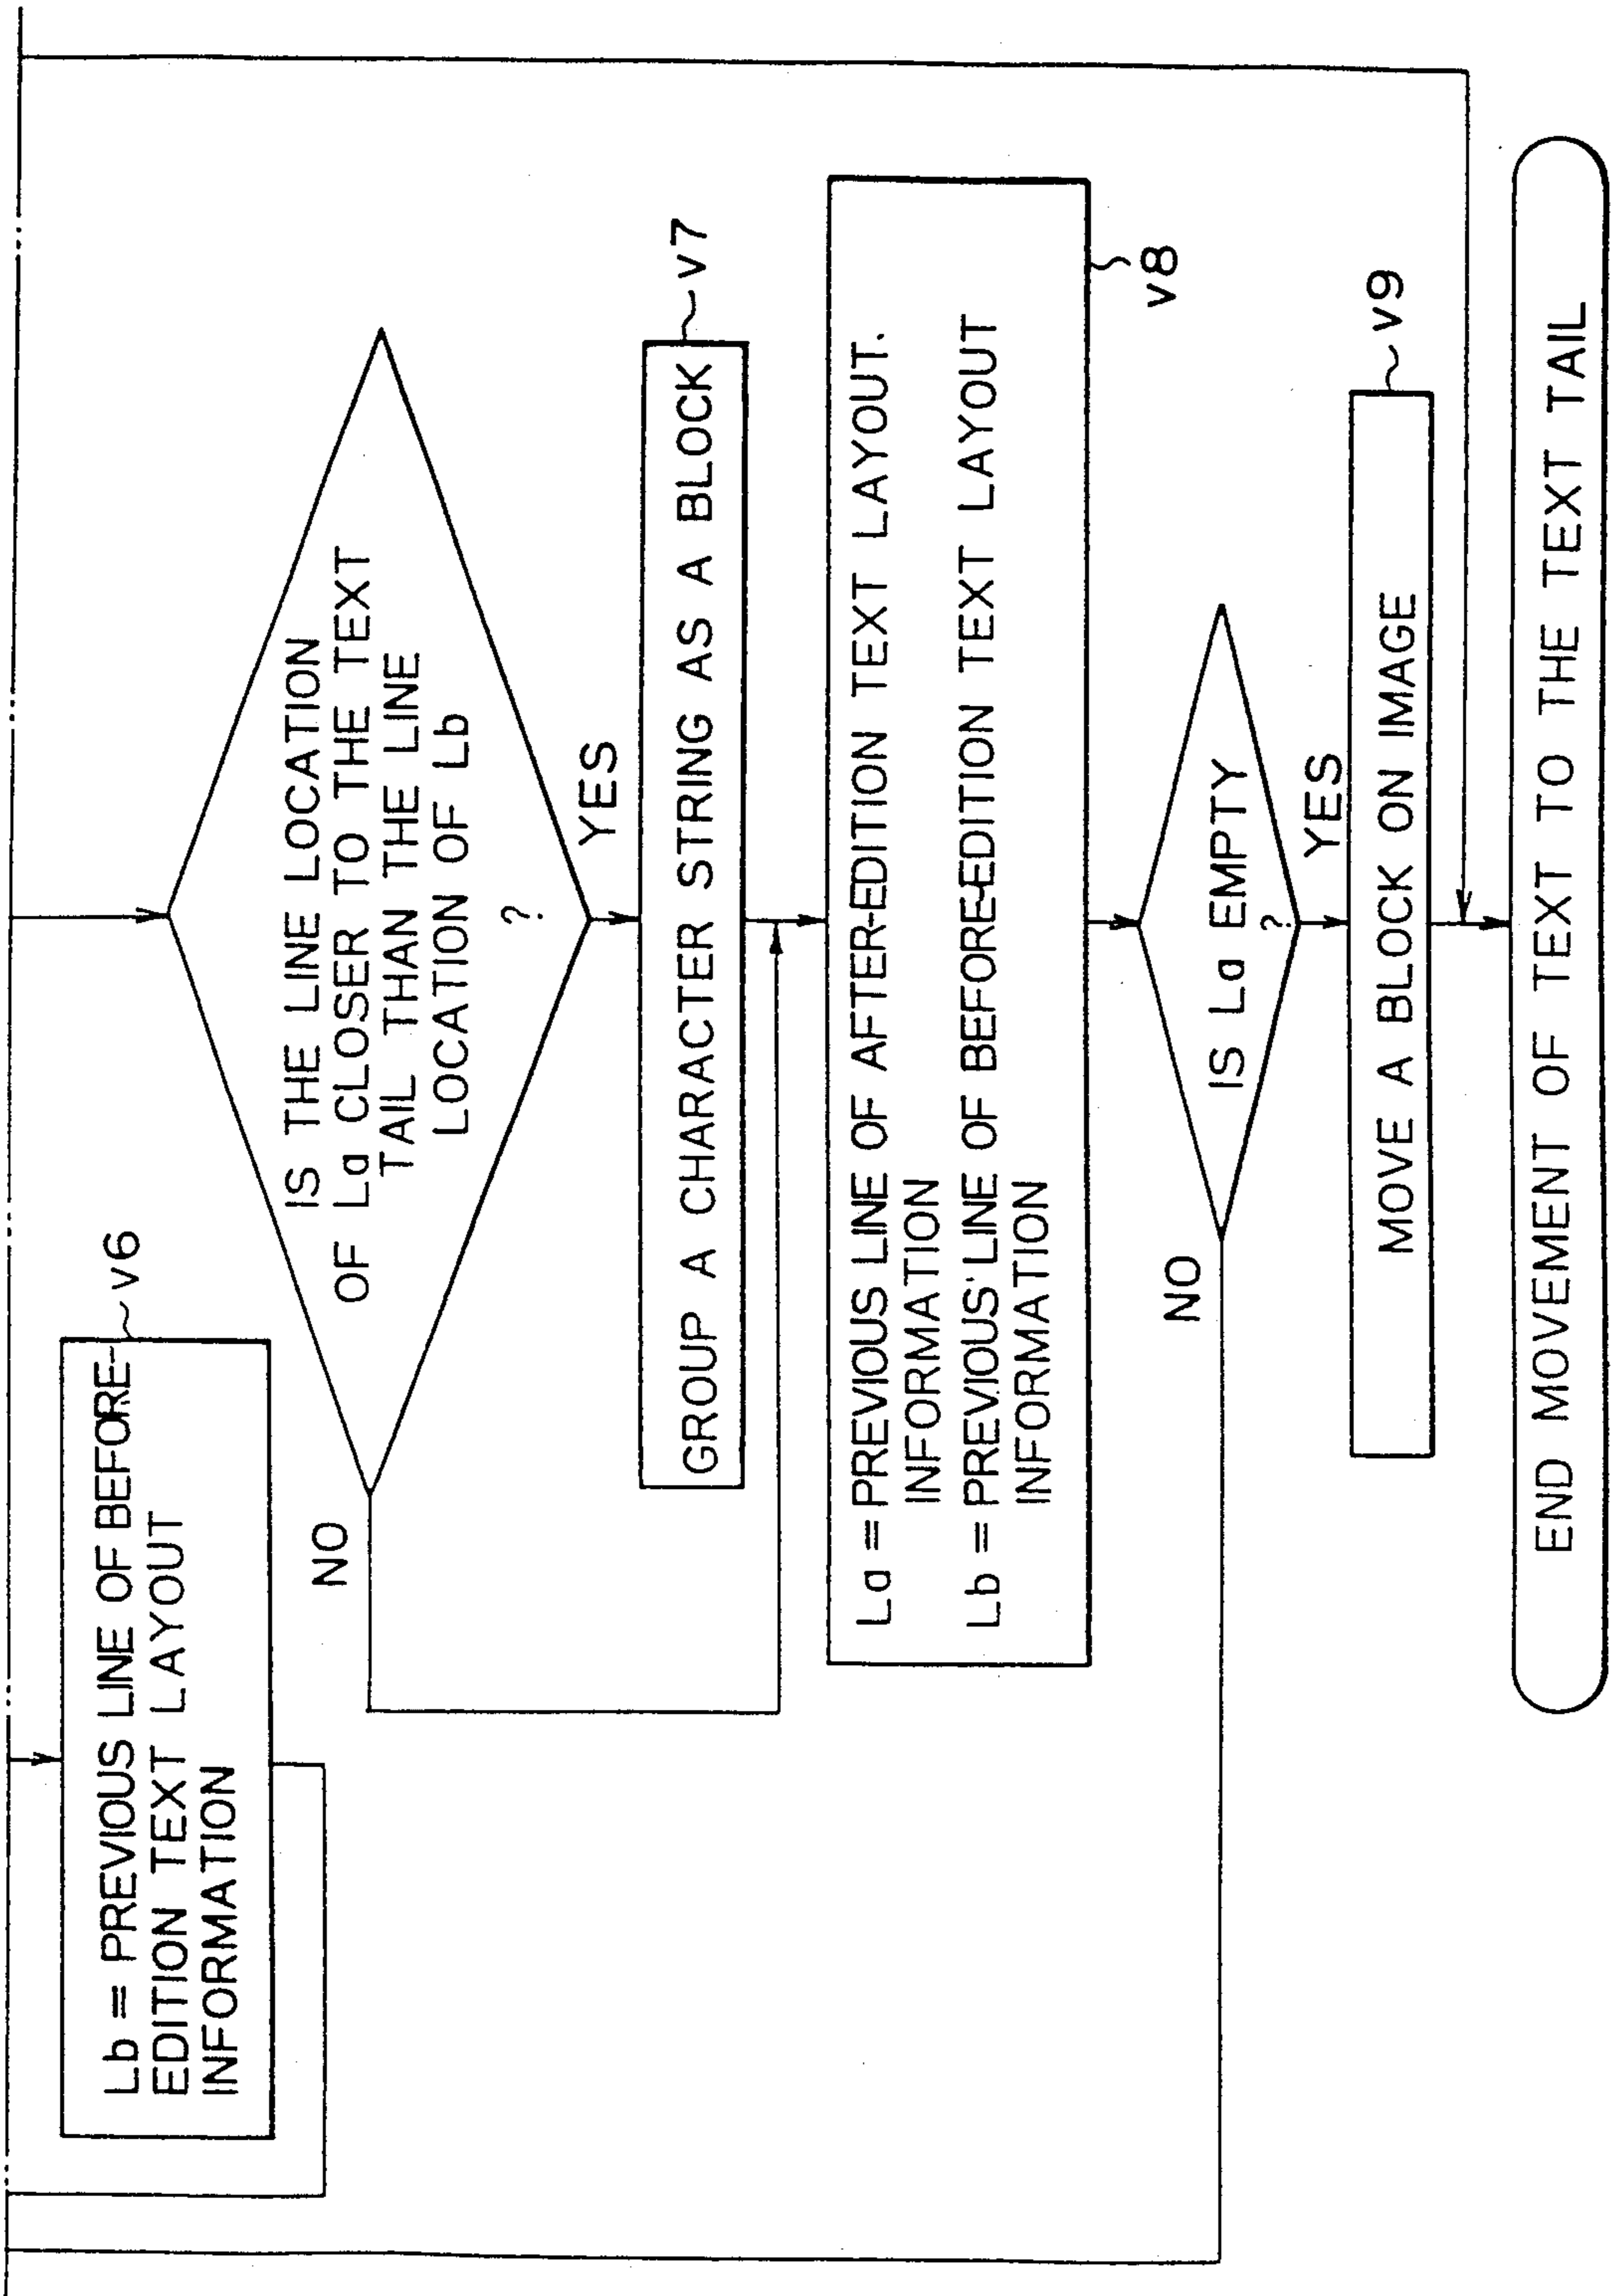 Lb = PREVIOUS LINE OF BEFORE-
EDITION TEXT LAYOUT
INFORMATION
v6
IS THE LINE LOCATION
OF La CLOSER TO THE TEXT
TAIL THAN THE LINE
LOCATION OF Lb
?
NO
YES
GROUP A CHARACTER STRING AS A BLOCK
v7
La = PREVIOUS LINE OF AFTER-EDITION TEXT LAYOUT.
INFORMATION
Lb = PREVIOUS LINE OF BEFORE-EDITION TEXT LAYOUT
INFORMATION
v8
IS La EMPTY
?
NO
YES
MOVE A BLOCK ON IMAGE
v9
END MOVEMENT OF TEXT TO THE TEXT TAIL